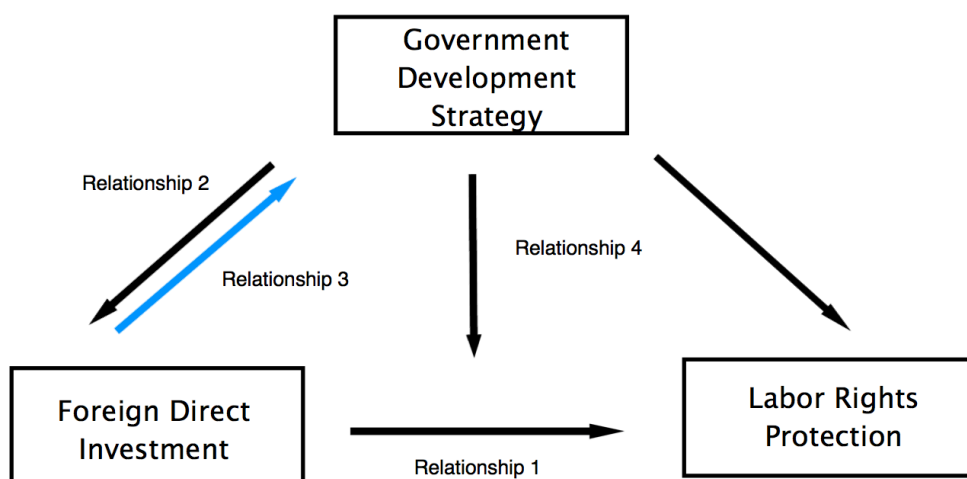 Government
Development
Strategy
Relationship 2
Relationship 3
Relationship 4
Foreign Direct
Investment
Labor Rights
Protection
Relationship 1